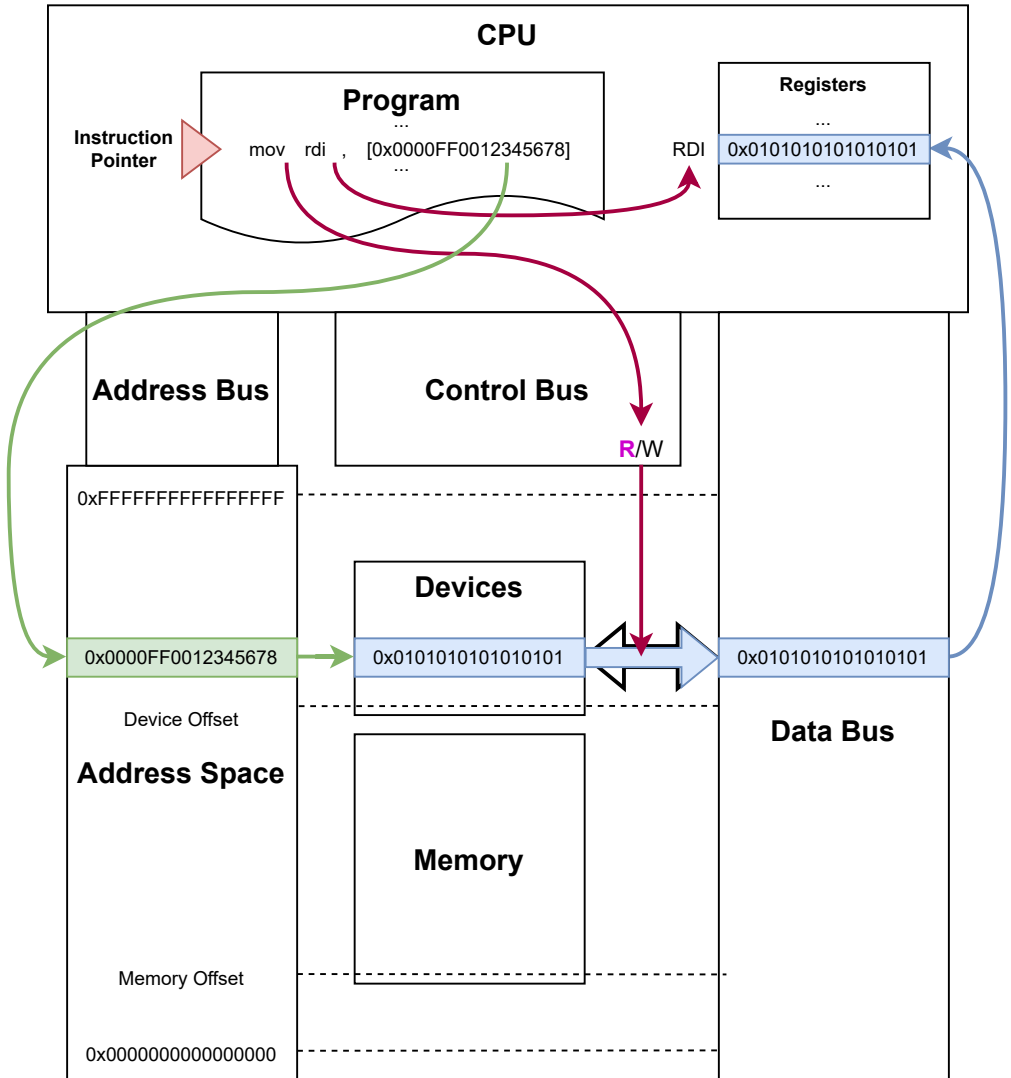 CPU
Program
Registers
...
...
Instruction
Pointer
mov rdi , [0x0000FF0012345678]
RDI
0x0101010101010101
...
...
Address Bus
Control Bus
R/W
0xFFFFFFFFFFFFFFFF
Devices
0x0000FF0012345678
0x0101010101010101
0x0101010101010101
Device Offset
Data Bus
Address Space
Memory
Memory Offset
0x0000000000000000